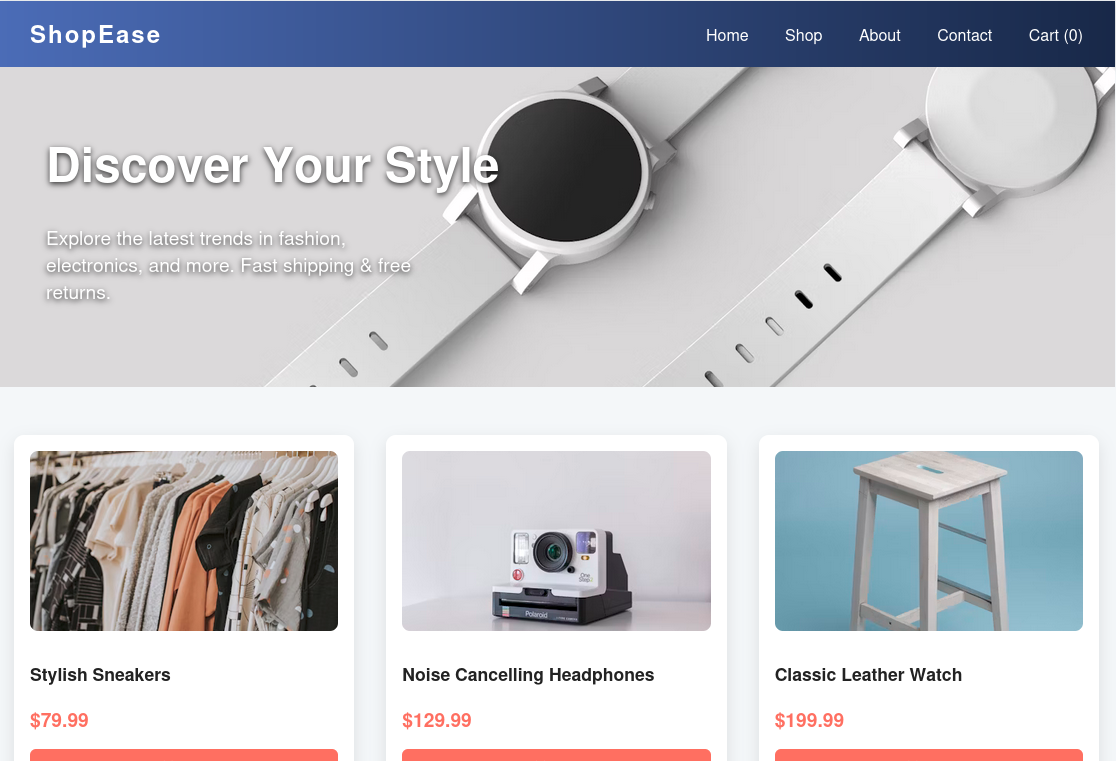 ShopEase
Home Shop About Contact Cart (0)
Discover Your Style
Explore the latest trends in fashion,
electronics, and more. Fast shipping & free
returns.
One
Step
Polaroid
Stylish Sneakers
Noise Cancelling Headphones
Classic Leather Watch
$79.99
$129.99
$199.99